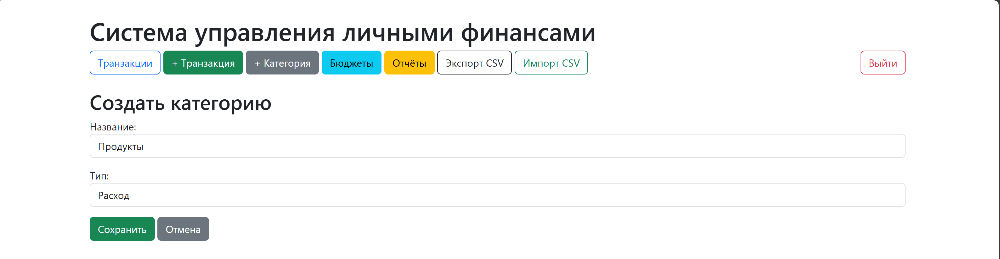 Система управления личными финансами
Транзакции + Транзакция + Категория Бюджеты Отчёты Экспорт CSV Импорт CSV Выйти
Создать категорию
Название:
Продукты
Тип:
Расход
Сохранить Отмена